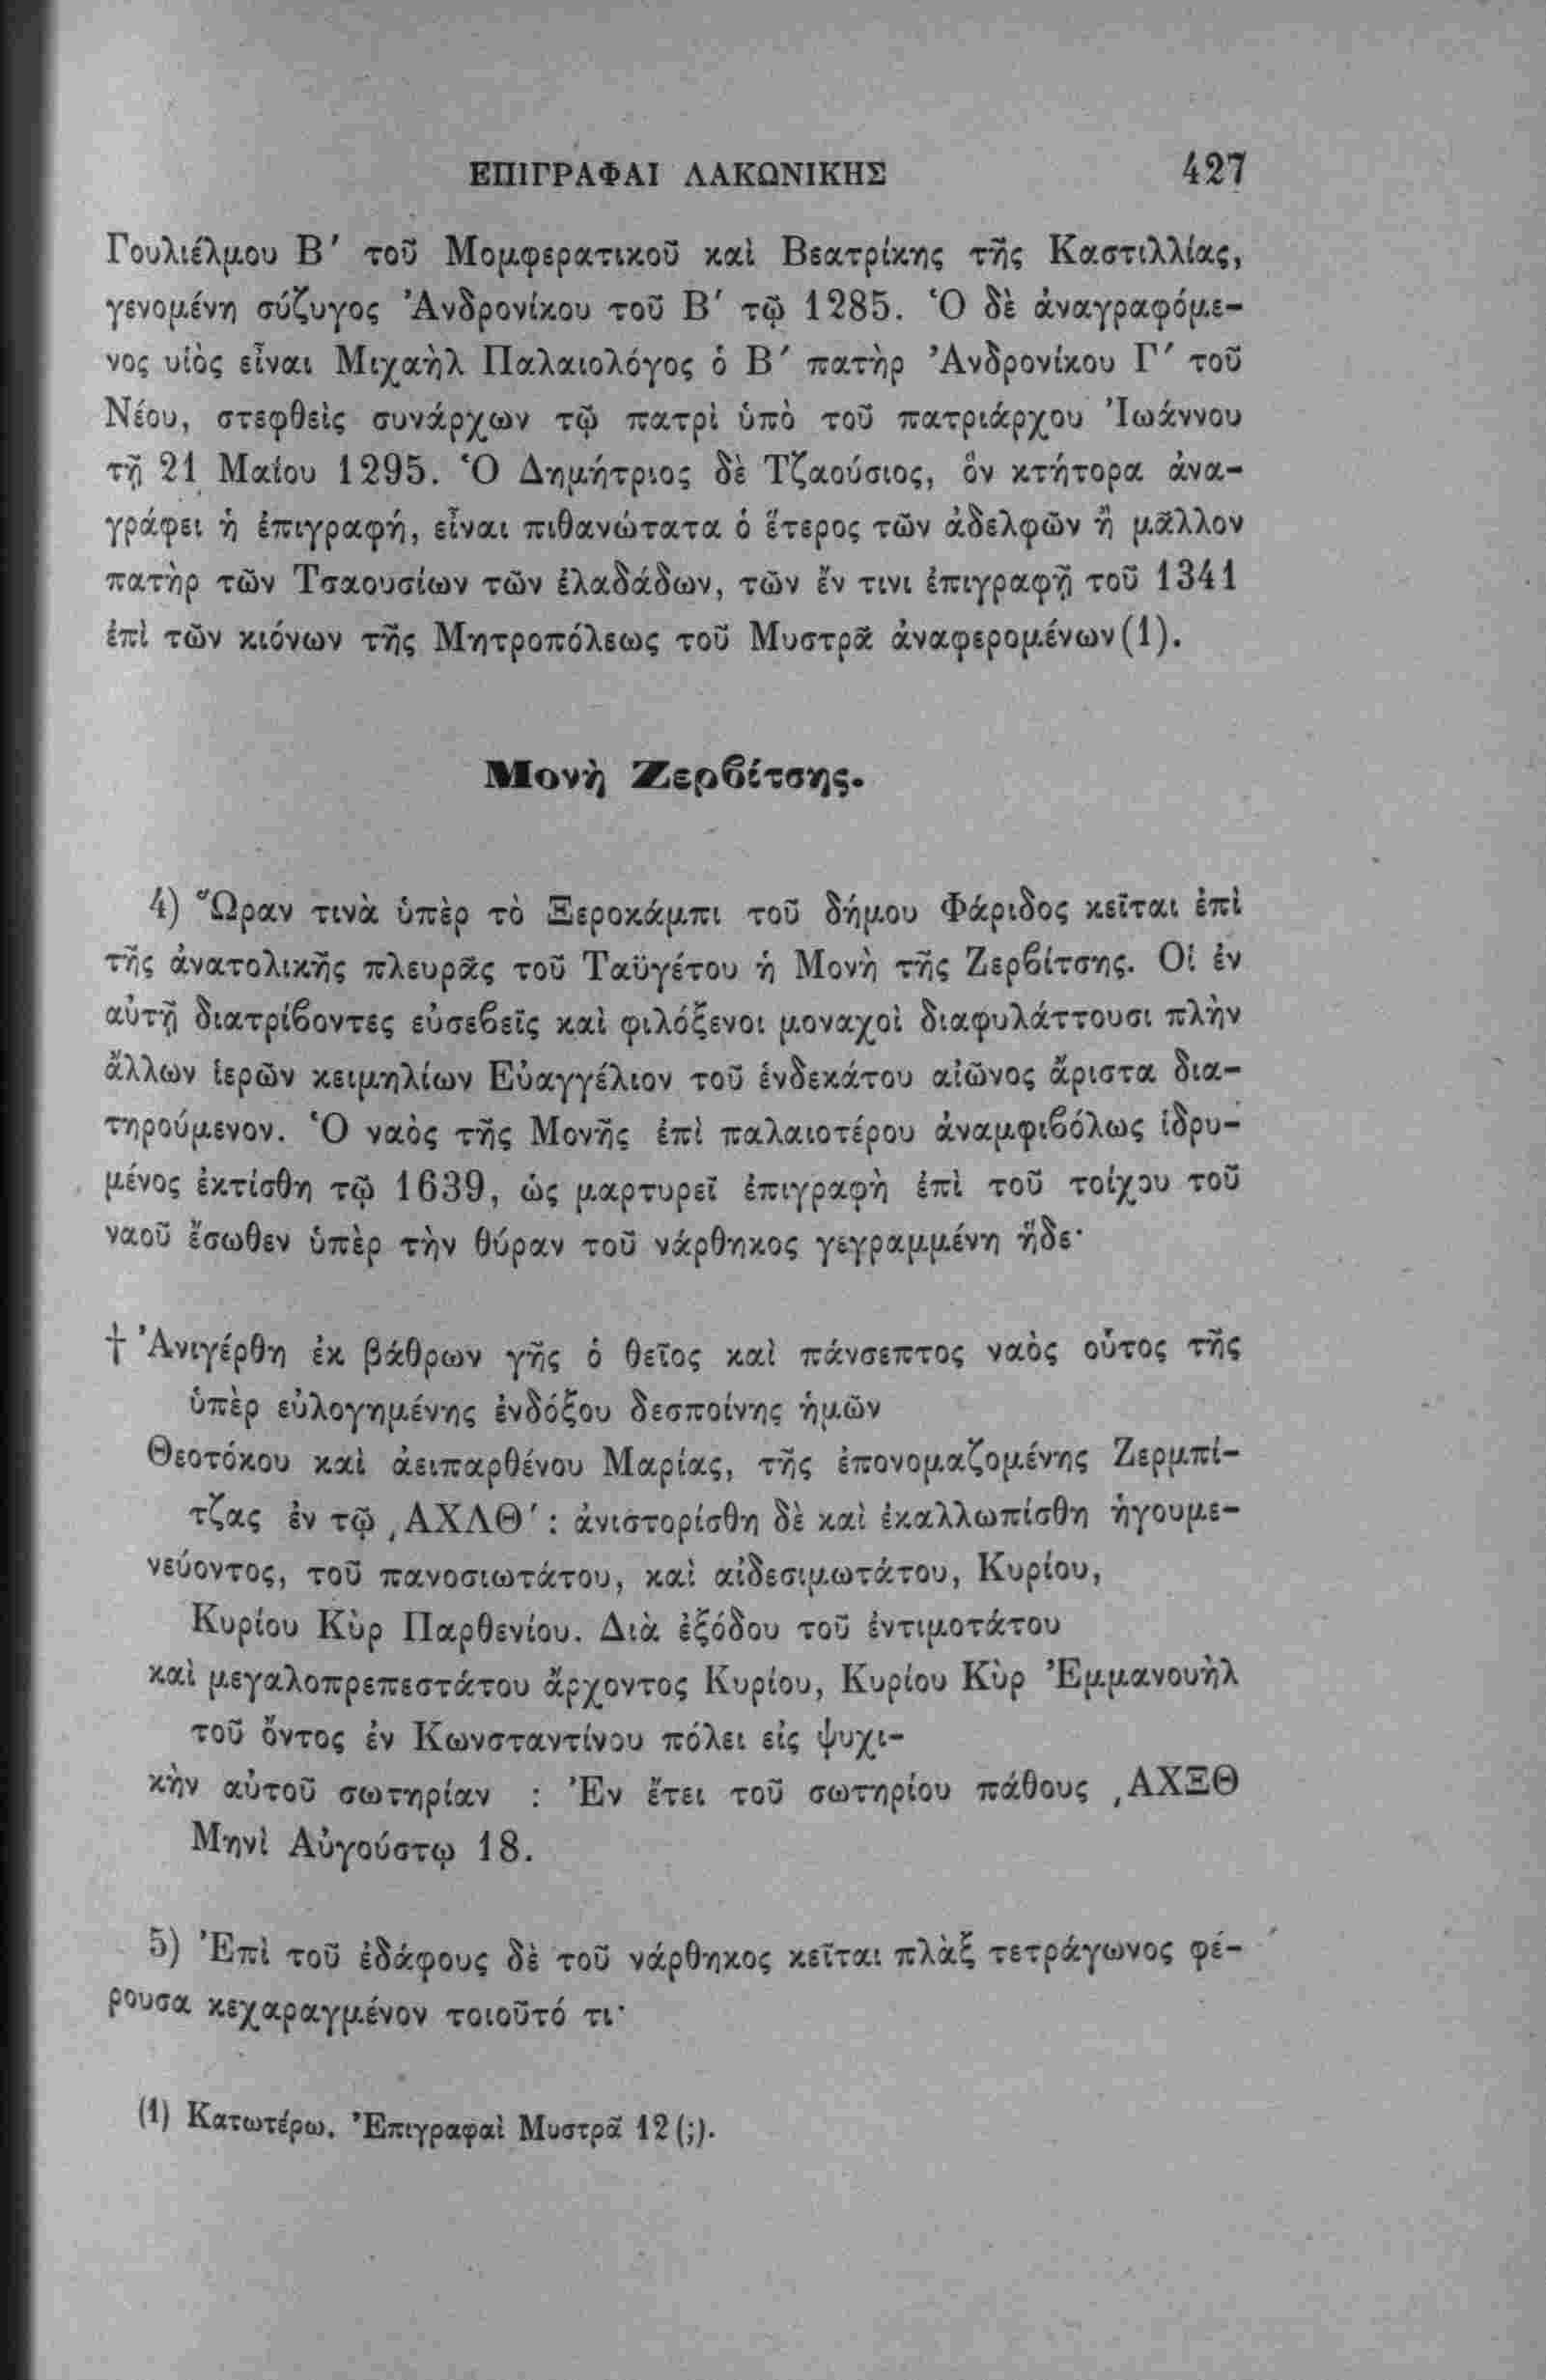 ΕΠΙΓΡΑΦΑΙ ΛΑΚΩΝΙΚΗΣ 427
Γουλιέλμου Β′ τοῦ Μομφερατικοῦ καὶ Βεατρίκης τῆς Καστιλλίας,
γενομένη σύζυγος Ἀνδρονίκου τοῦ Β′ τῷ 1285. Ὁ δὲ ἀναγραφόμε-
νος υἱὸς εἶναι Μιχαὴλ Παλαιολόγος ὁ Β′ πατὴρ Ἀνδρονίκου Γ′ τοῦ
Νέου, στεφθεὶς συνάρχων τῷ πατρὶ ὑπὸ τοῦ πατριάρχου Ἰωάννου
τῇ 21 Μαΐου 1295. Ὁ Δημήτριος δὲ Τζαούσιος, ὃν κτήτορα ἀνα-
γράφει ἡ ἐπιγραφή, εἶναι πιθανώτατα ὁ ἕτερος τῶν ἀδελφῶν ἢ μᾶλλον
πατὴρ τῶν Τσαουσίων τῶν ἐλαδάδων, τῶν ἔν τινι ἐπιγραφῇ τοῦ 1341
ἐπὶ τῶν κιόνων τῆς Μητροπόλεως τοῦ Μυστρᾶ ἀναφερομένων(1).
Μονὴ Ζερβίτσης.
4) Ὥραν τινὰ ὑπὲρ τὸ Ξεροκάμπι τοῦ δήμου Φάριδος κεῖται ἐπὶ
τῆς ἀνατολικῆς πλευρᾶς τοῦ Ταϋγέτου ἡ Μονὴ τῆς Ζερβίτσης. Οἱ ἐν
αὐτῇ διατρίβοντες εὐσεβεῖς καὶ φιλόξενοι μοναχοὶ διαφυλάττουσι πλὴν
ἄλλων ἱερῶν κειμηλίων Εὐαγγέλιον τοῦ ἑνδεκάτου αἰῶνος ἄριστα δια-
τηρούμενον. Ὁ ναὸς τῆς Μονῆς ἐπὶ παλαιοτέρου ἀναμφιβόλως ἱδρυ-
μένος ἐκτίσθη τῷ 1639, ὡς μαρτυρεῖ ἐπιγραφὴ ἐπὶ τοῦ τοίχου τοῦ
ναοῦ ἔσωθεν ὑπὲρ τὴν θύραν τοῦ νάρθηκος γεγραμμένη ἥδε·
† Ἀνιγέρθη ἐκ βάθρων γῆς ὁ θεῖος καὶ πάνσεπτος ναὸς οὗτος τῆς
ὑπὲρ εὐλογημένης ἐνδόξου δεσποίνης ἡμῶν
Θεοτόκου καὶ ἀειπαρθένου Μαρίας, τῆς ἐπονομαζομένης Ζερμπί-
τζας ἐν τῷ ͵ΑΧΛΘ′ : ἀνιστορίσθη δὲ καὶ ἐκαλλωπίσθη ἡγουμε-
νεύοντος, τοῦ πανοσιωτάτου, καὶ αἰδεσιμωτάτου, Κυρίου,
Κυρίου Κὺρ Παρθενίου. Διὰ ἐξόδου τοῦ ἐντιμοτάτου
καὶ μεγαλοπρεπεστάτου ἄρχοντος Κυρίου, Κυρίου Κὺρ Ἐμμανουὴλ
τοῦ ὄντος ἐν Κωνσταντίνου πόλει εἰς ψυχι-
κὴν αὐτοῦ σωτηρίαν : Ἐν ἔτει τοῦ σωτηρίου πάθους ͵ΑΧΞΘ
Μηνὶ Αὐγούστῳ 18.
5) Ἐπὶ τοῦ ἐδάφους δὲ τοῦ νάρθηκος κεῖται πλὰξ τετράγωνος φέ-
ρουσα κεχαραγμένον τοιοῦτό τι·
(1) Κατωτέρω. Ἐπιγραφαὶ Μυστρᾶ 12 (;).